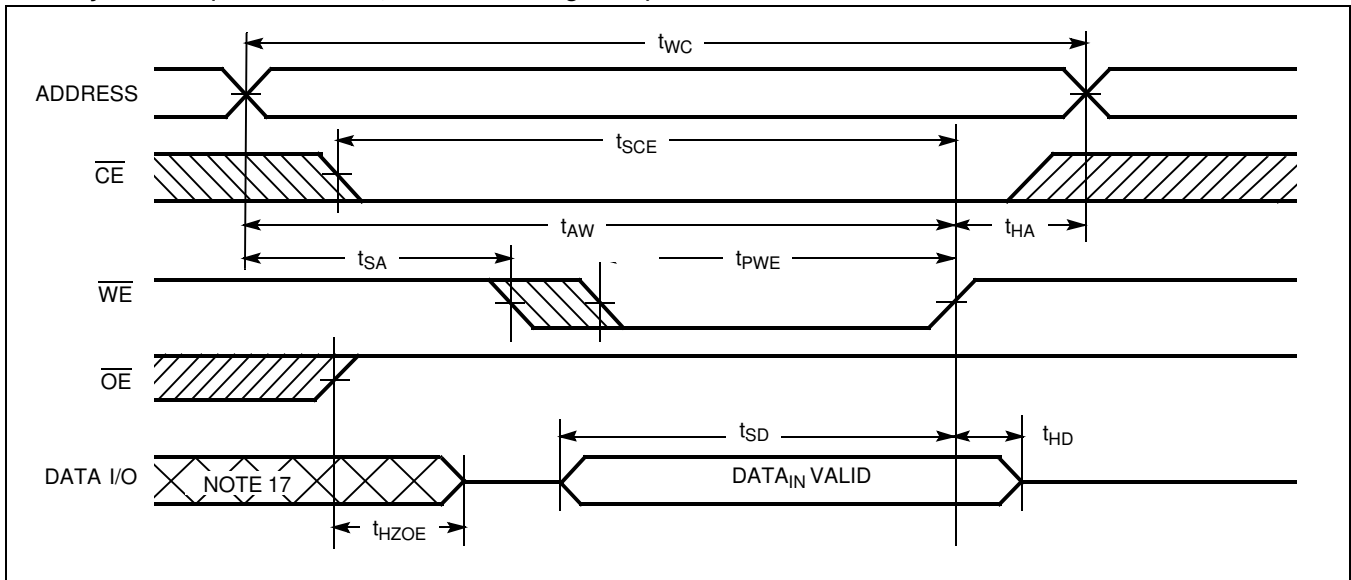 tWC
ADDRESS
tSCE
CE
tAW
tHA
tSA
tPWE
WE
OE
tSD
tHD
DATA I/O
NOTE 17
DATAIN VALID
tHZOE